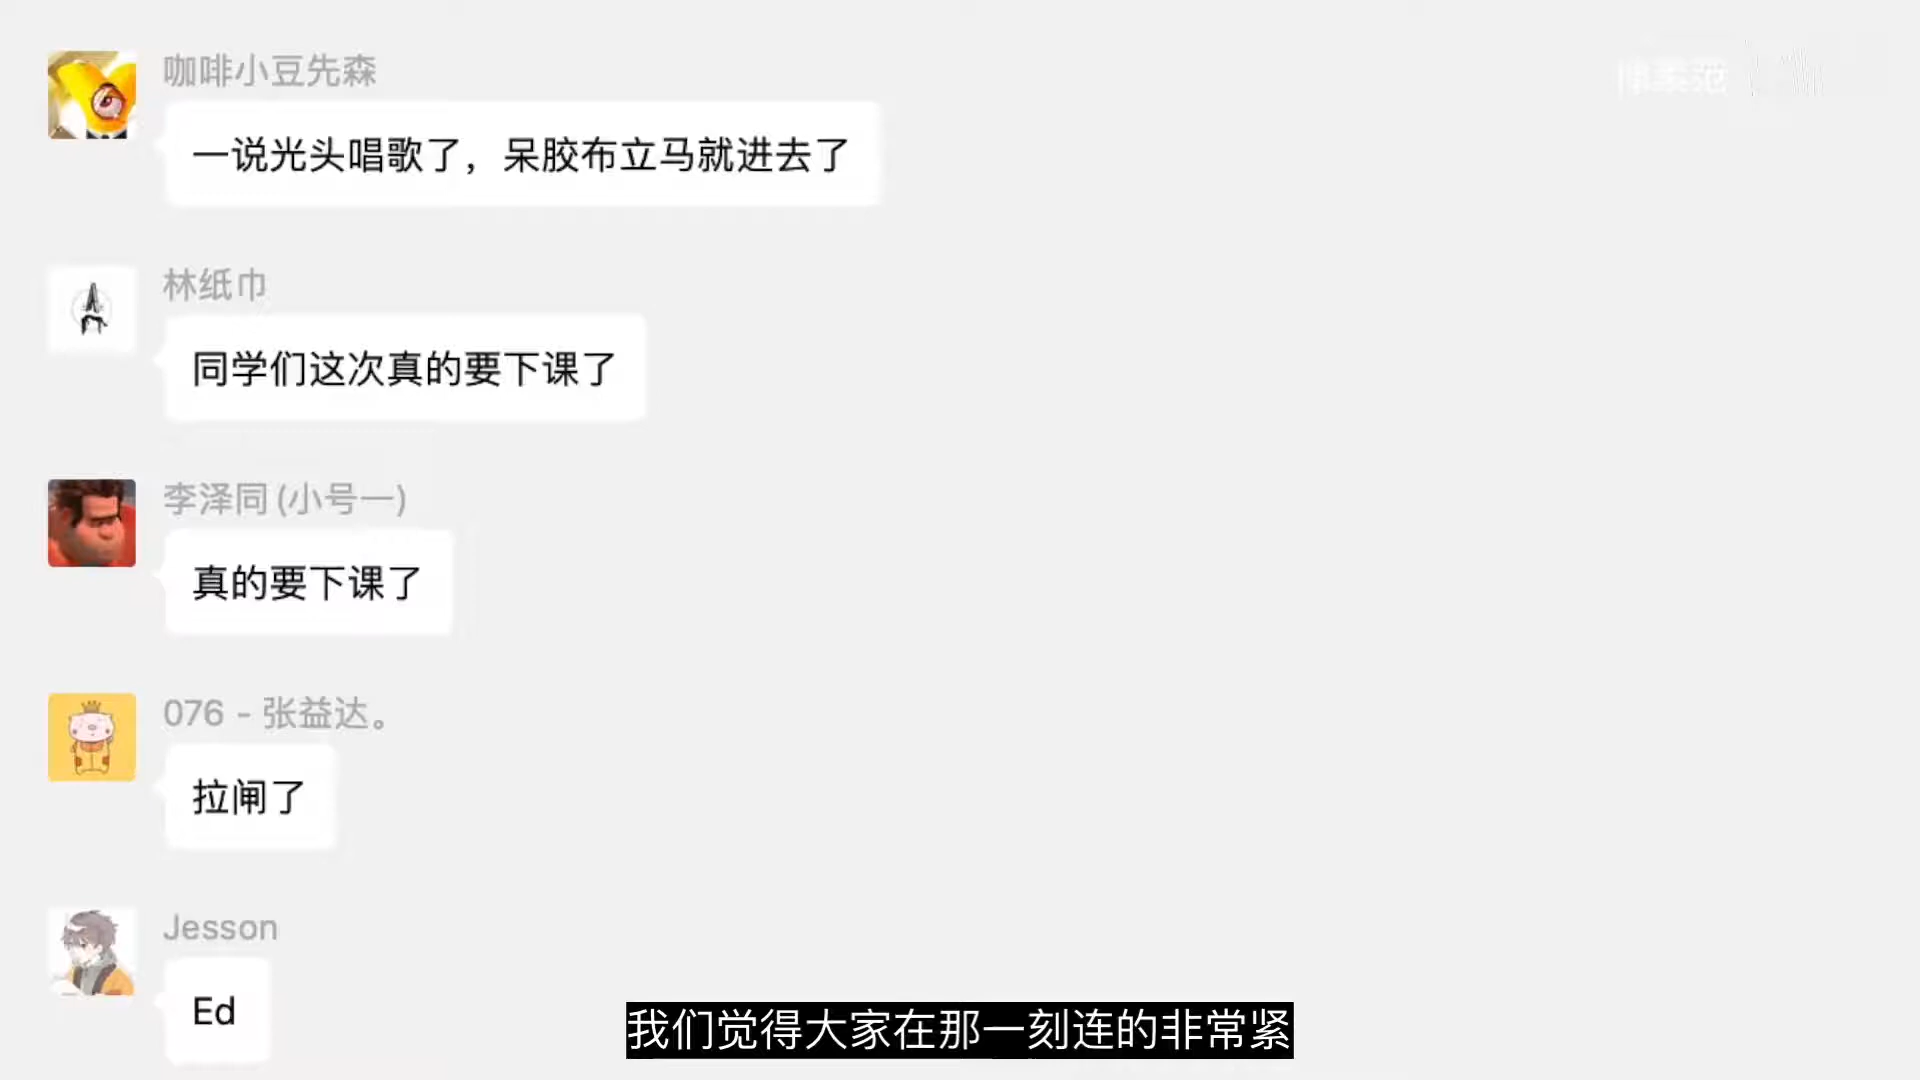 咖啡小豆先森
一说光头唱歌了，呆胶布立马就进去了
林纸巾
同学们这次真的要下课了
李泽同(小号一)
真的要下课了
076 - 张益达。
拉闸了
Jesson
Ed
我们觉得大家在那一刻连的非常紧